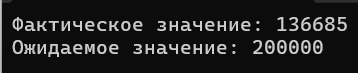 Фактическое значение: 136685
Ожидаемое значение: 200000